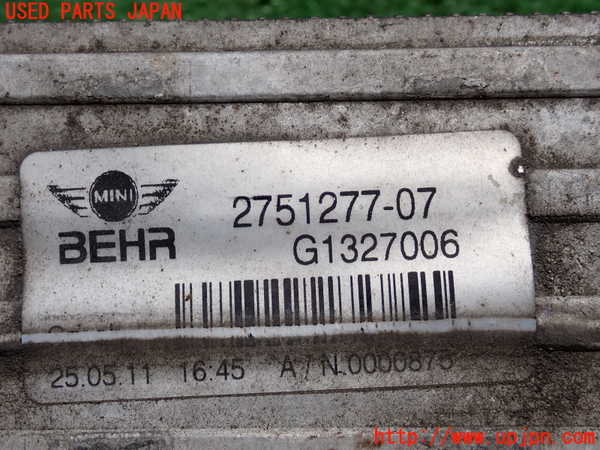 USED PARTS JAPAN
MINI
BEHR
2751277-07
G1327006
25.05.11 16:45 A/N.0000875
http://www.upjpn.com/